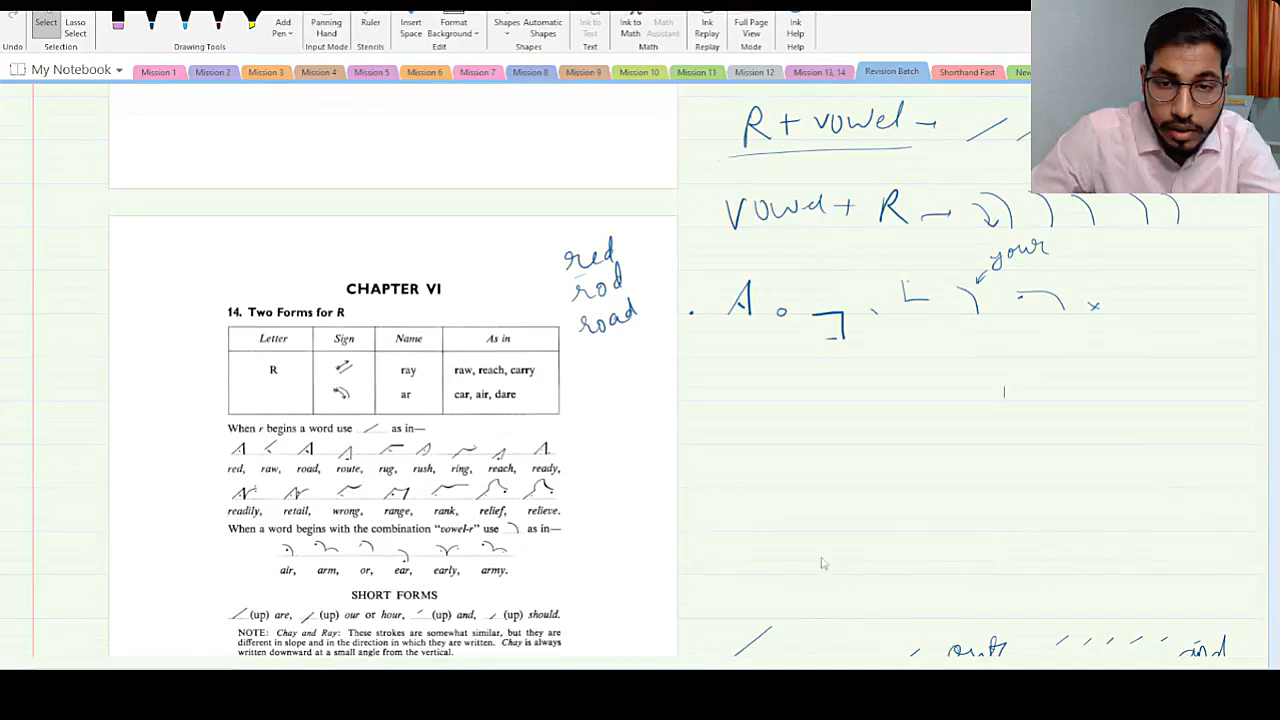 Select Lasso Select Add Pen Panning Hand Ruler Insert Space Format Background Shapes Automatic Shapes Ink to Text Ink to Math Math Assistant Ink Replay Full Page View Ink Help
Undo Selection Drawing Tools Input Mode Stencils Edit Shapes Text Math Replay Mode Help
My Notebook Mission 1 Mission 2 Mission 3 Mission 4 Mission 5 Mission 6 Mission 7 Mission 8 Mission 9 Mission 10 Mission 11 Mission 12 Mission 13, 14 Revision Batch Shorthand Fast New
R + vowel -
vowel + R -
your
red
rod
road
CHAPTER VI
14. Two Forms for R
Letter Sign Name As in
R ray raw, reach, carry
ar car, air, dare
When r begins a word use as in—
red, raw, road, route, rug, rush, ring, reach, ready,
readily, retail, wrong, range, rank, relief, relieve.
When a word begins with the combination "vowel-r" use as in—
air, arm, or, ear, early, army.
SHORT FORMS
(up) are, (up) our or hour, (up) and, (up) should.
NOTE: Chay and Ray: These strokes are somewhat similar, but they are
different in slope and in the direction in which they are written. Chay is always
written downward at a small angle from the vertical.
and